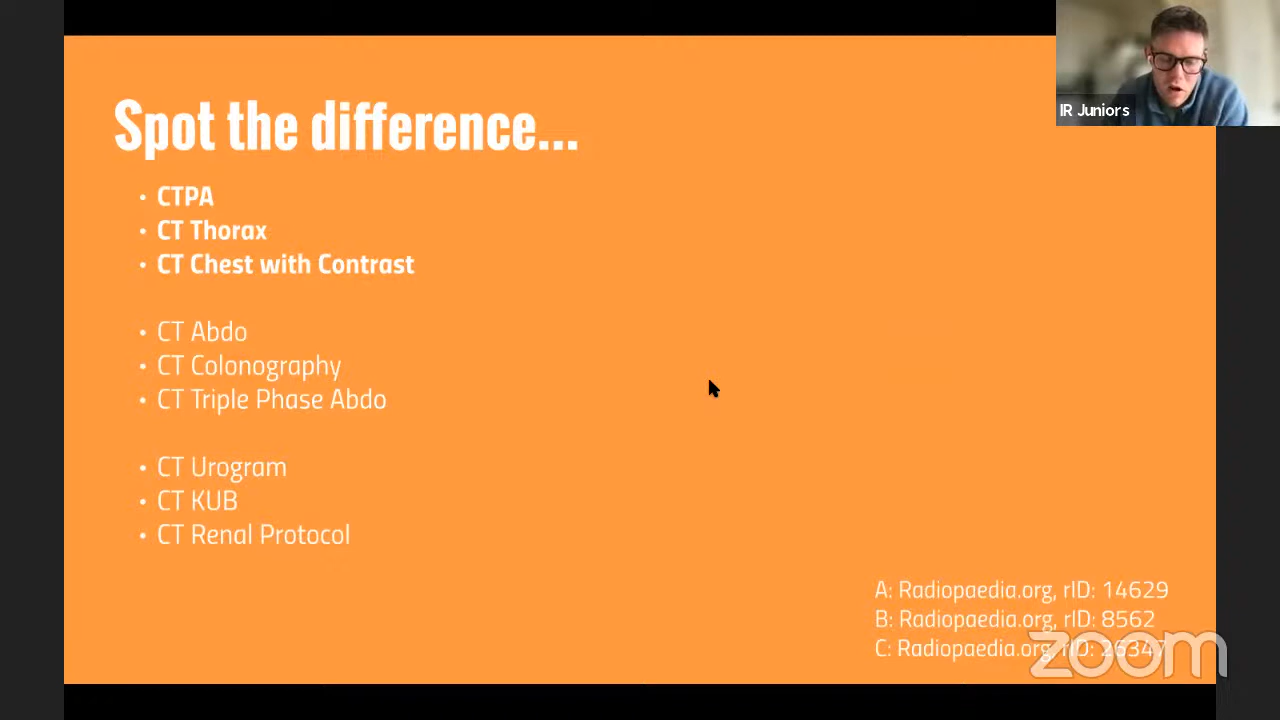 IR Juniors
Spot the difference...
• CTPA
• CT Thorax
• CT Chest with Contrast
• CT Abdo
• CT Colonography
• CT Triple Phase Abdo
• CT Urogram
• CT KUB
• CT Renal Protocol
A: Radiopaedia.org, rID: 14629
B: Radiopaedia.org, rID: 8562
C: Radiopaedia.org, rID: 26347
zoom